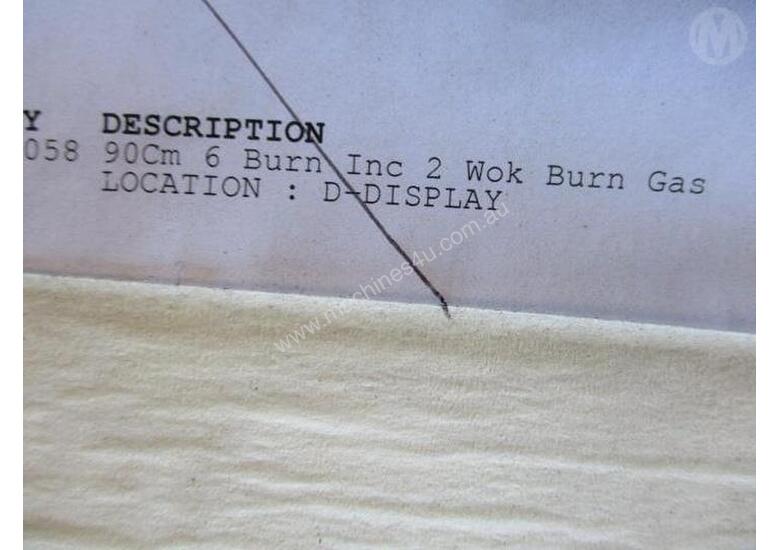 M
Y DESCRIPTION
058 90Cm 6 Burn Inc 2 Wok Burn Gas
LOCATION : D-DISPLAY
www.machines4u.com.au